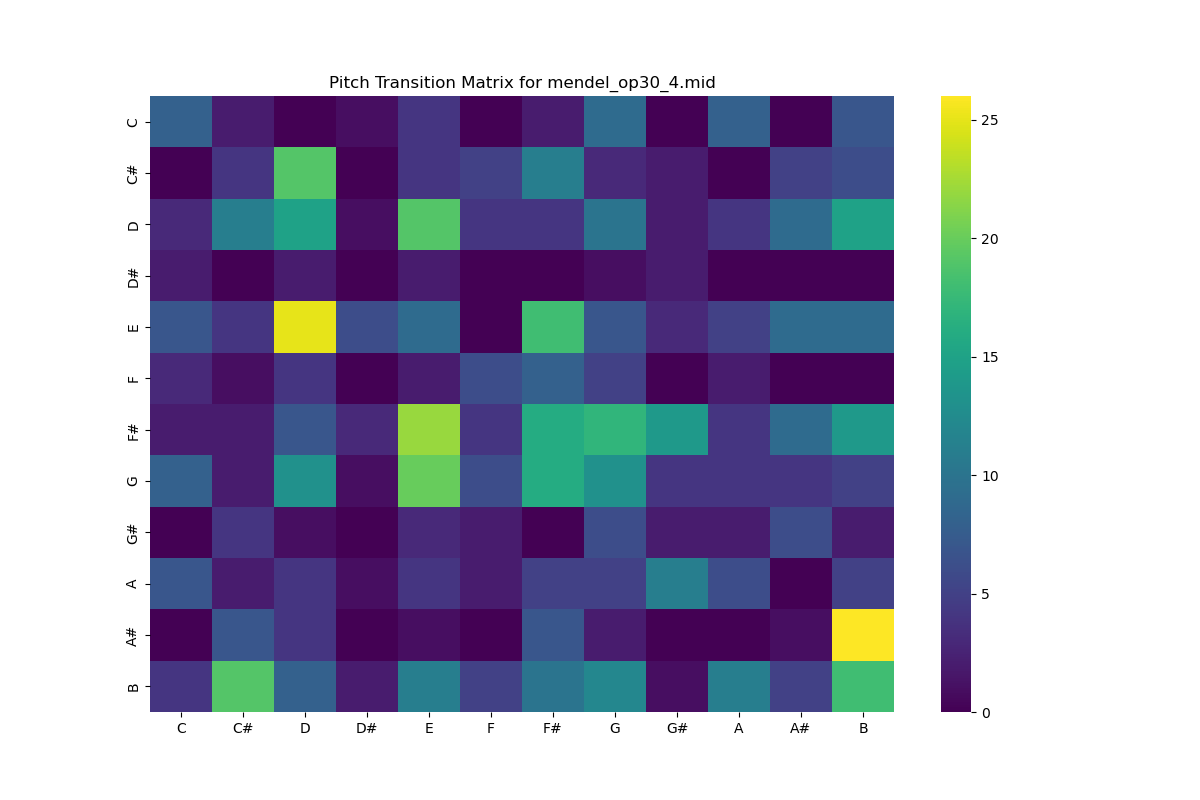 Pitch Transition Matrix for mendel_op30_4.mid
C
C#
D
D#
E
F
F#
G
G#
A
A#
B
C C# D D# E F F# G G# A A# B
25
20
15
10
5
0